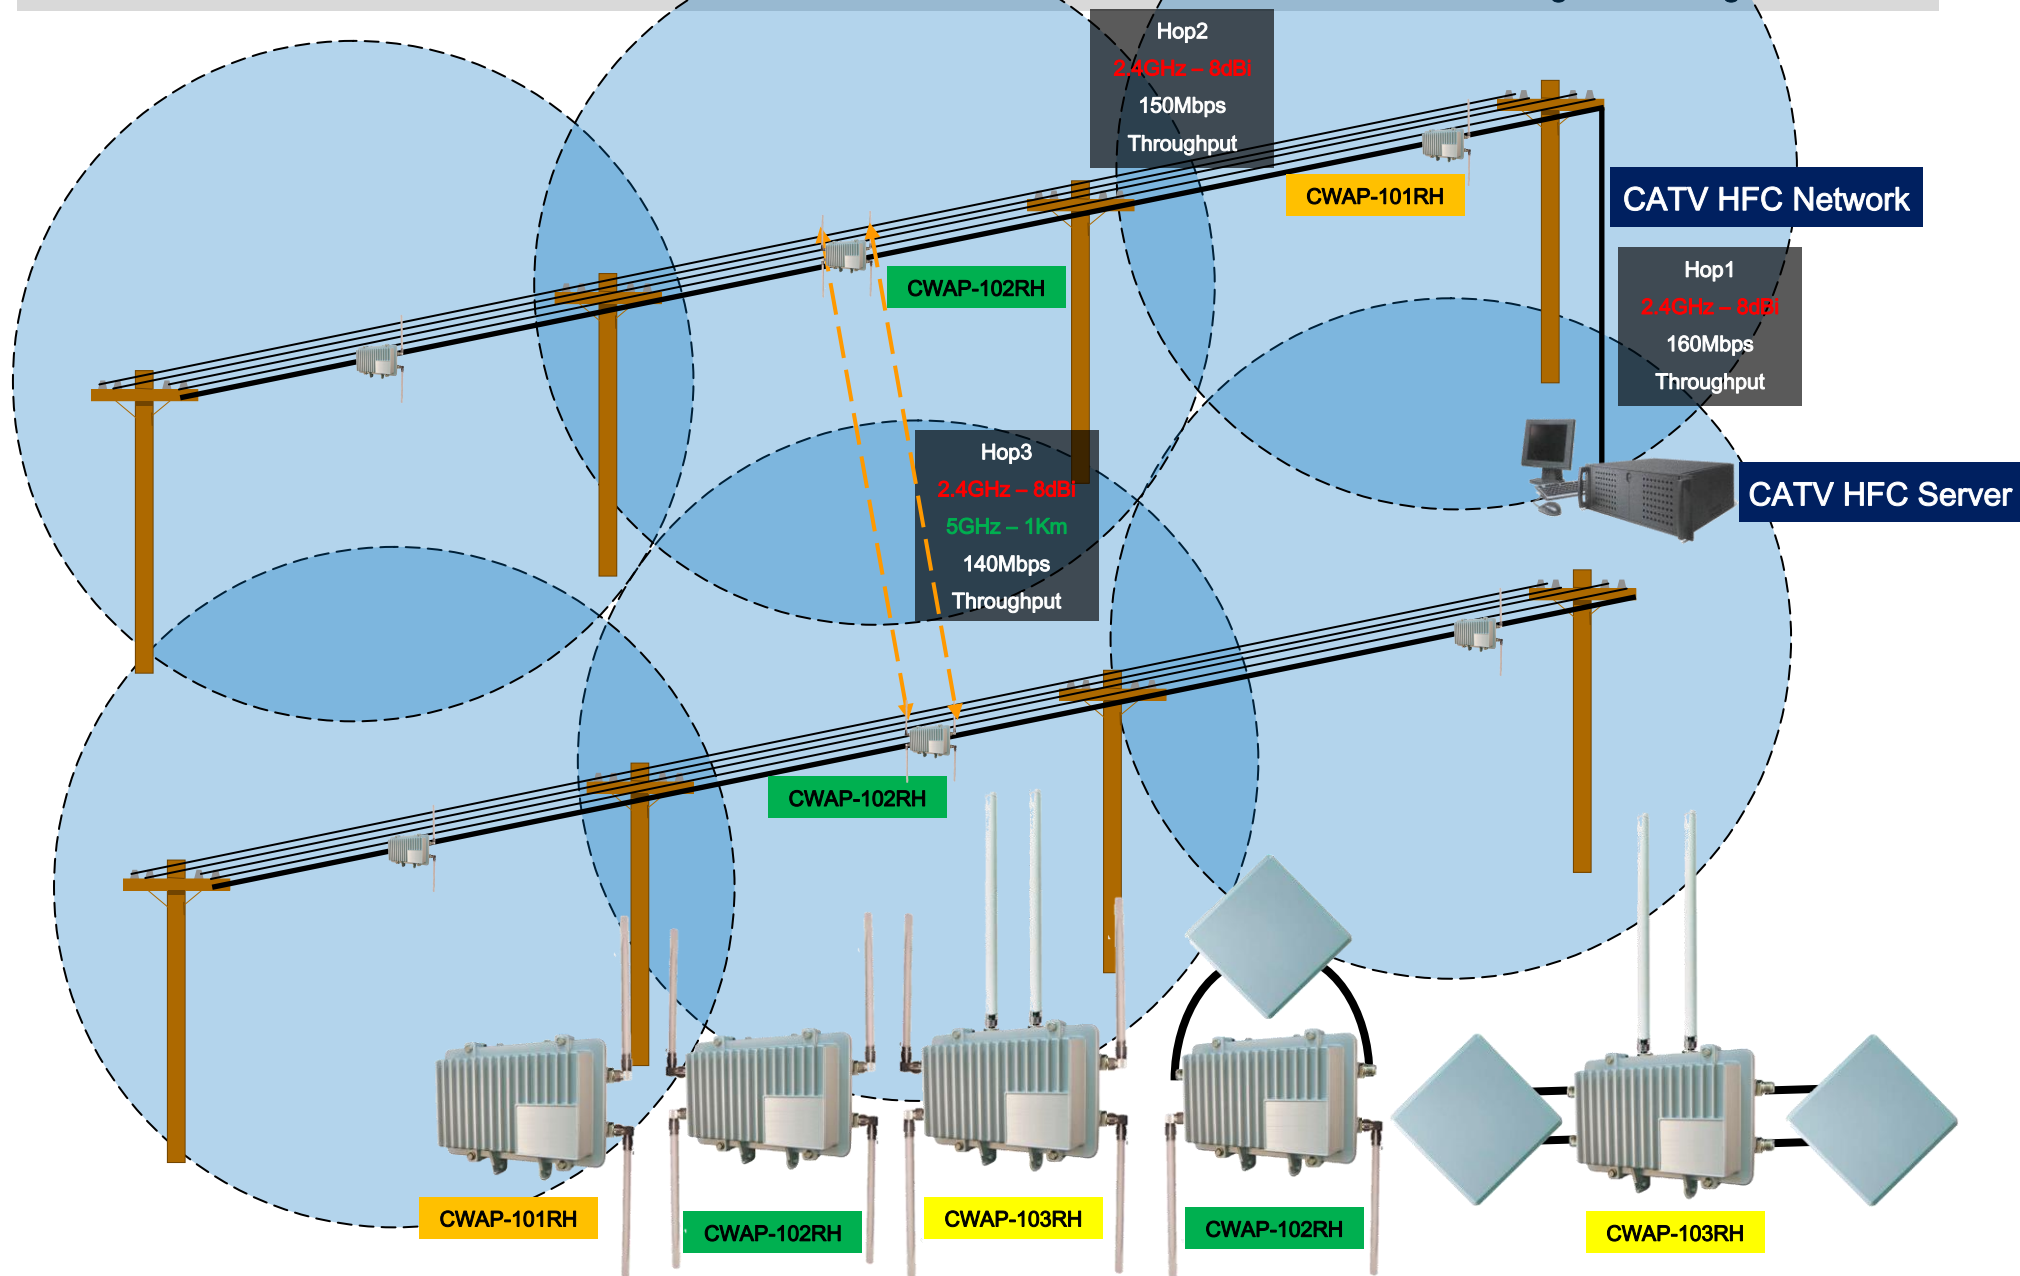 Hop2
2.4GHz – 8dBi
150Mbps
Throughput
CWAP-101RH
CATV HFC Network
Hop1
2.4GHz – 8dBi
160Mbps
Throughput
CWAP-102RH
Hop3
2.4GHz – 8dBi
5GHz – 1Km
140Mbps
Throughput
CATV HFC Server
CWAP-102RH
CWAP-101RH
CWAP-102RH
CWAP-103RH
CWAP-102RH
CWAP-103RH